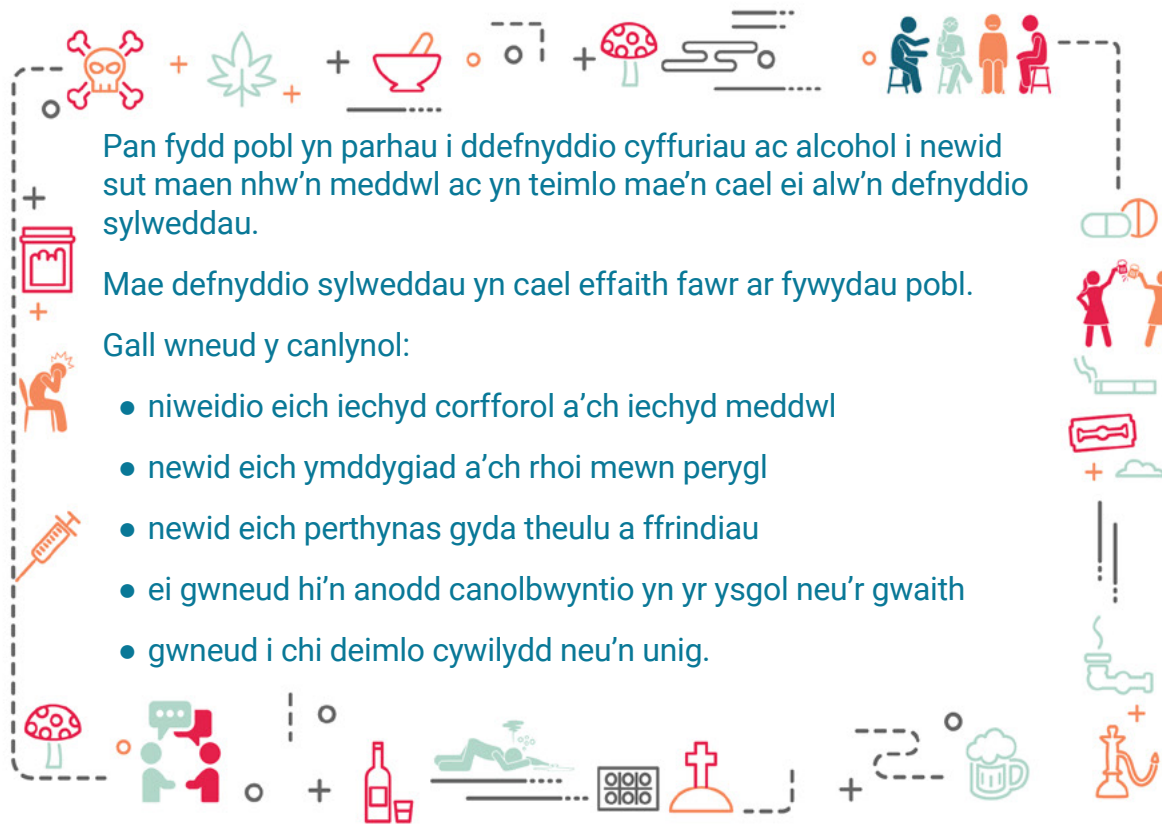 Pan fydd pobl yn parhau i ddefnyddio cyffuriau ac alcohol i newid
sut maen nhw'n meddwl ac yn teimlo mae'n cael ei alw'n defnyddio
sylweddau.
Mae defnyddio sylweddau yn cael effaith fawr ar fywydau pobl.
Gall wneud y canlynol:
● niweidio eich iechyd corfforol a'ch iechyd meddwl
● newid eich ymddygiad a'ch rhoi mewn perygl
● newid eich perthynas gyda theulu a ffrindiau
● ei gwneud hi'n anodd canolbwyntio yn yr ysgol neu'r gwaith
● gwneud i chi deimlo cywilydd neu'n unig.